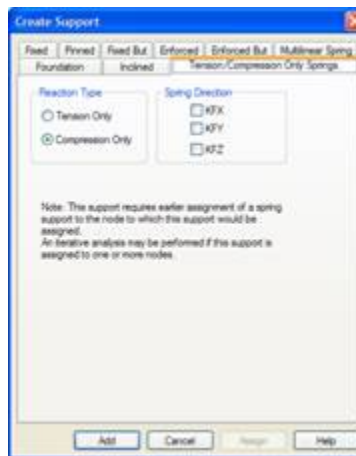 Create Support
Fixed Pinned Fixed But Enforced Enforced But Multilinear Spring
Foundation Inclined Tension/Compression Only Springs
Reaction Type Spring Direction
Tension Only KFX
Compression Only KFY
KFZ
Note: This support requires earlier assignment of a spring
support to the node to which this support would be
assigned.
An iterative analysis may be performed if this support is
assigned to one or more nodes.
Add Cancel Assign Help